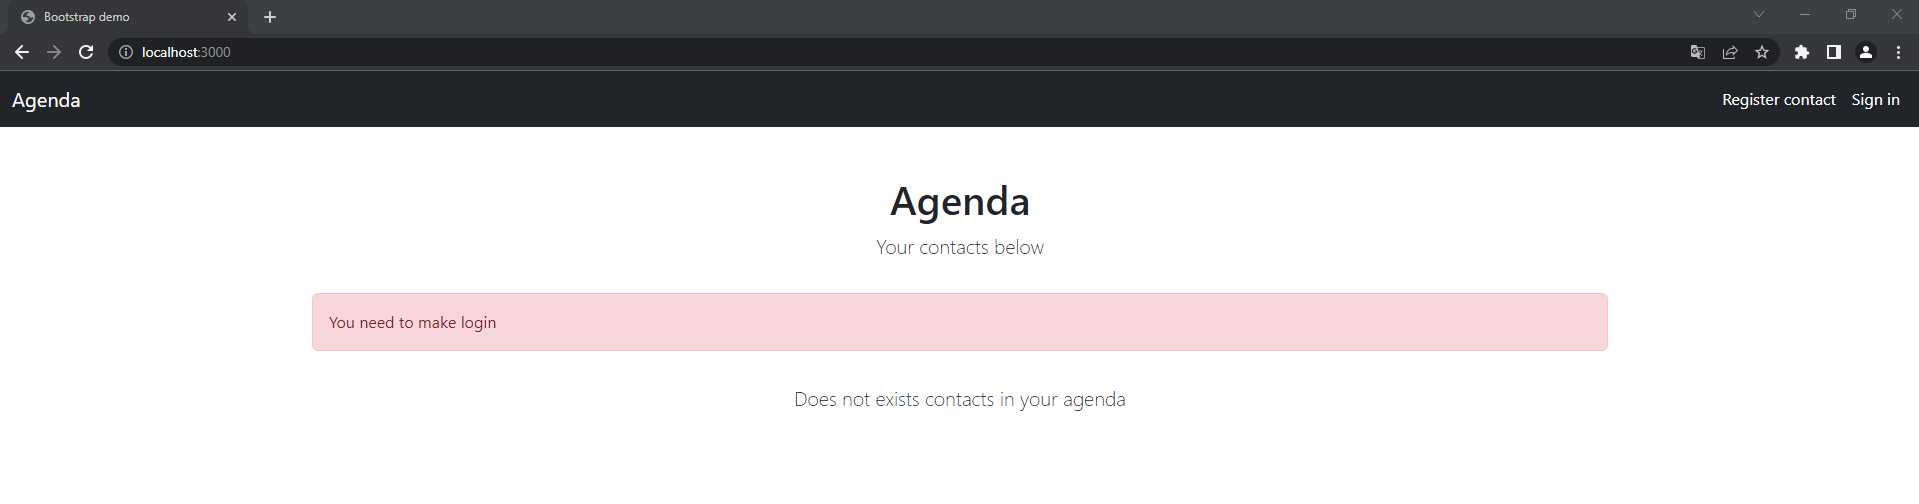 Bootstrap demo
localhost:3000
Agenda
Register contact
Sign in
Agenda
Your contacts below
You need to make login
Does not exists contacts in your agenda